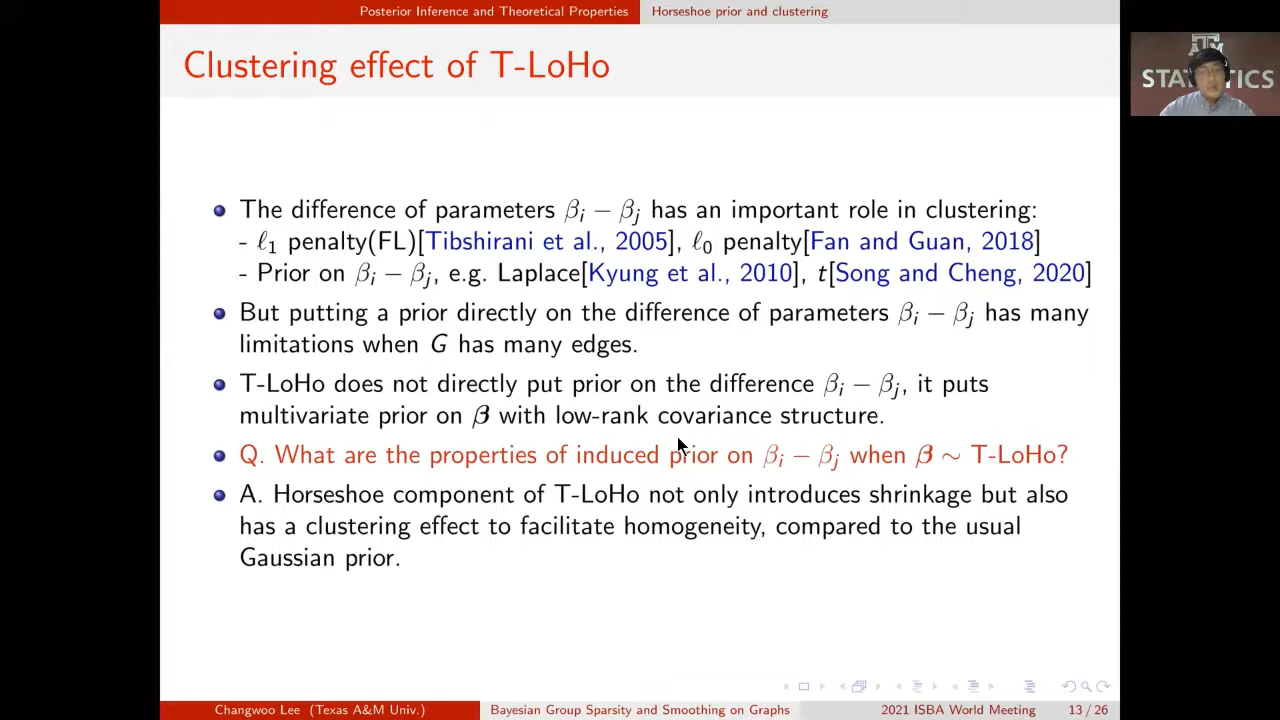 Posterior Inference and Theoretical Properties
Horseshoe prior and clustering
Clustering effect of T-LoHo
The difference of parameters βi − βj has an important role in clustering:
- ℓ1 penalty(FL)[Tibshirani et al., 2005], ℓ0 penalty[Fan and Guan, 2018]
- Prior on βi − βj, e.g. Laplace[Kyung et al., 2010], t[Song and Cheng, 2020]
But putting a prior directly on the difference of parameters βi − βj has many
limitations when G has many edges.
T-LoHo does not directly put prior on the difference βi − βj, it puts
multivariate prior on β with low-rank covariance structure.
Q. What are the properties of induced prior on βi − βj when β ∼ T-LoHo?
A. Horseshoe component of T-LoHo not only introduces shrinkage but also
has a clustering effect to facilitate homogeneity, compared to the usual
Gaussian prior.
Changwoo Lee (Texas A&M Univ.)
Bayesian Group Sparsity and Smoothing on Graphs
2021 ISBA World Meeting
13 / 26